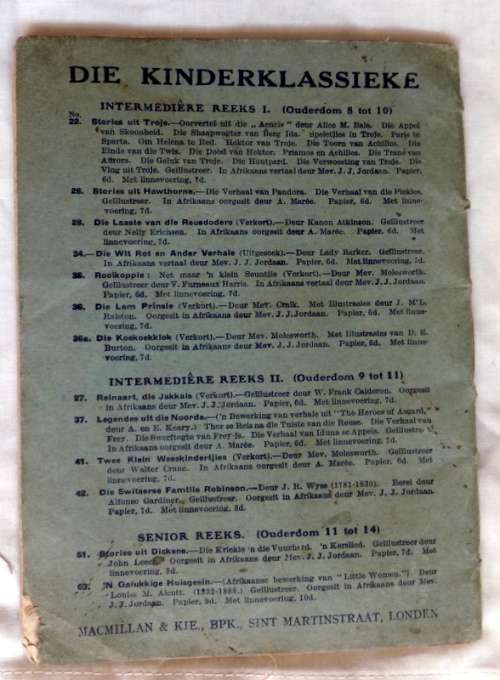 DIE KINDERKLASSIEKE
INTERMEDIÊRE REEKS I. (Ouderdom 8 tot 10)
No.
22. Stories uit Troje.—Oorvertel uit die „Aeneis" deur Alice M. Bale. Die Appel
van Skoonheid. Die Skaapwagter van Berg Ida. Speletjies in Troje. Paris te
Sparta. Om Helena te Red. Hektor van Troje. Die Toorn van Achilles. Die
Einde van die Twis. Die Dood van Hektor. Priamos en Achilles. Die Trane van
Aurora. Die Geluk van Troje. Die Houtperd. Die Verwoesting van Troje. Die
Vlug uit Troje. Geïllustreer. In Afrikaans vertaal deur Mev. J. J. Jordaan. Papier,
6d. Met linnevoering, 7d.
26. Stories uit Hawthorne.—Die Verhaal van Pandora. Die Verhaal van die Piekies.
Geïllustreer. In Afrikaans oorgesit deur A. Marée. Papier, 6d. Met linne-
voering, 7d.
28. Die Laaste van die Reusdoders (Verkort).—Deur Kanon Atkinson. Geïllustreer
deur Nelly Erichsen. In Afrikaans oorgesit deur A. Marée. Papier, 6d. Met
linnevoering, 7d.
34.—Die Wit Rot en Ander Verhale (Uitgesoek).—Deur Lady Barker. Geïllustreer.
In Afrikaans vertaal deur Mev. J. J. Jordaan. Papier, 6d. Met linnevoering, 7d.
35. Rooikoppie: Net maar 'n klein Seuntjie (Verkort).—Deur Mev. Molesworth.
Geïllustreer deur V. Furneaux Harris. In Afrikaans vertaal deur Mev. J. J. Jordaan.
Papier, 6d. Met linnevoering, 7d.
36. Die Lam Prinsie (Verkort).—Deur Mev. Craik. Met Illustrasies deur J. M'L.
Ralston. Oorgesit in Afrikaans deur Mev. J. J. Jordaan. Papier, 6d. Met linne-
voering, 7d.
36a. Die Koekoekklok (Verkort).—Deur Mev. Molesworth. Met Illustrasies van D. E.
Burton. Oorgesit in Afrikaans deur Mev. J. J. Jordaan. Papier, 6d. Met linne-
voering, 7d.
INTERMEDIÊRE REEKS II. (Ouderdom 9 tot 11)
27. Reinaart, die Jakkals (Verkort).—Geïllustreer deur W. Frank Calderon. Oorgesit
in Afrikaans deur Mev. J. J. Jordaan. Papier, 6d. Met linnevoering, 7d.
37. Legendes uit die Noorde.—('n Bewerking van verhale uit "The Heroes of Asgard,"
deur A. en E. Keary.) Thor se Reis na die Tuiste van die Reuse. Die Verhaal van
Frer. Die Swerftogte van Freyja. Die Verhaal van Iduna se Appels. Geïllustreer.
In Afrikaans oorgesit deur A. Marée. Papier, 6d. Met linnevoering, 7d.
41. Twee Klein Weeskindertjies (Verkort).—Deur Mev. Molesworth. Geïllustreer
deur Walter Crane. In Afrikaans oorgesit deur A. Marée. Papier, 6d. Met
linnevoering, 7d.
42. Die Switserse Familie Robinson.—Deur J. R. Wyss (1781-1830). Berei deur
Alfonso Gardiner. Geïllustreer. Oorgesit in Afrikaans deur Mev. J. J. Jordaan.
Papier, 7d. Met linnevoering, 8d.
SENIOR REEKS. (Ouderdom 11 tot 14)
51. Stories uit Dickens.—Die Kriekie 'n die Vuurherd. 'n Kerslied. Geïllustreer deur
John Leech. Oorgesit in Afrikaans deur Mev. J. J. Jordaan. Papier, 7d. Met
linnevoering, 8d.
'N Gelukkige Huisgesin.—(Afrikaanse bewerking van "Little Women.") Deur
Louisa M. Alcott. (1832-1888.) Geïllustreer. Oorgesit in Afrikaans deur Mev.
J. J. Jordaan. Papier, 9d. Met linnevoering, 10d.
MACMILLAN & KIE., BPK., SINT MARTINSTRAAT, LONDEN